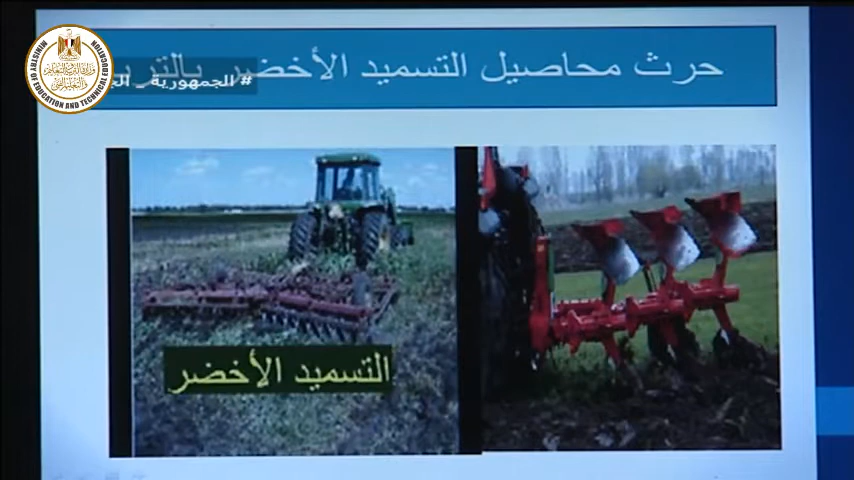 حرث محاصيل التسميد الأخضر
# الجمهورية _
MINISTRY OF EDUCATION AND TECHNICAL EDUCATION
التسميد الأخضر